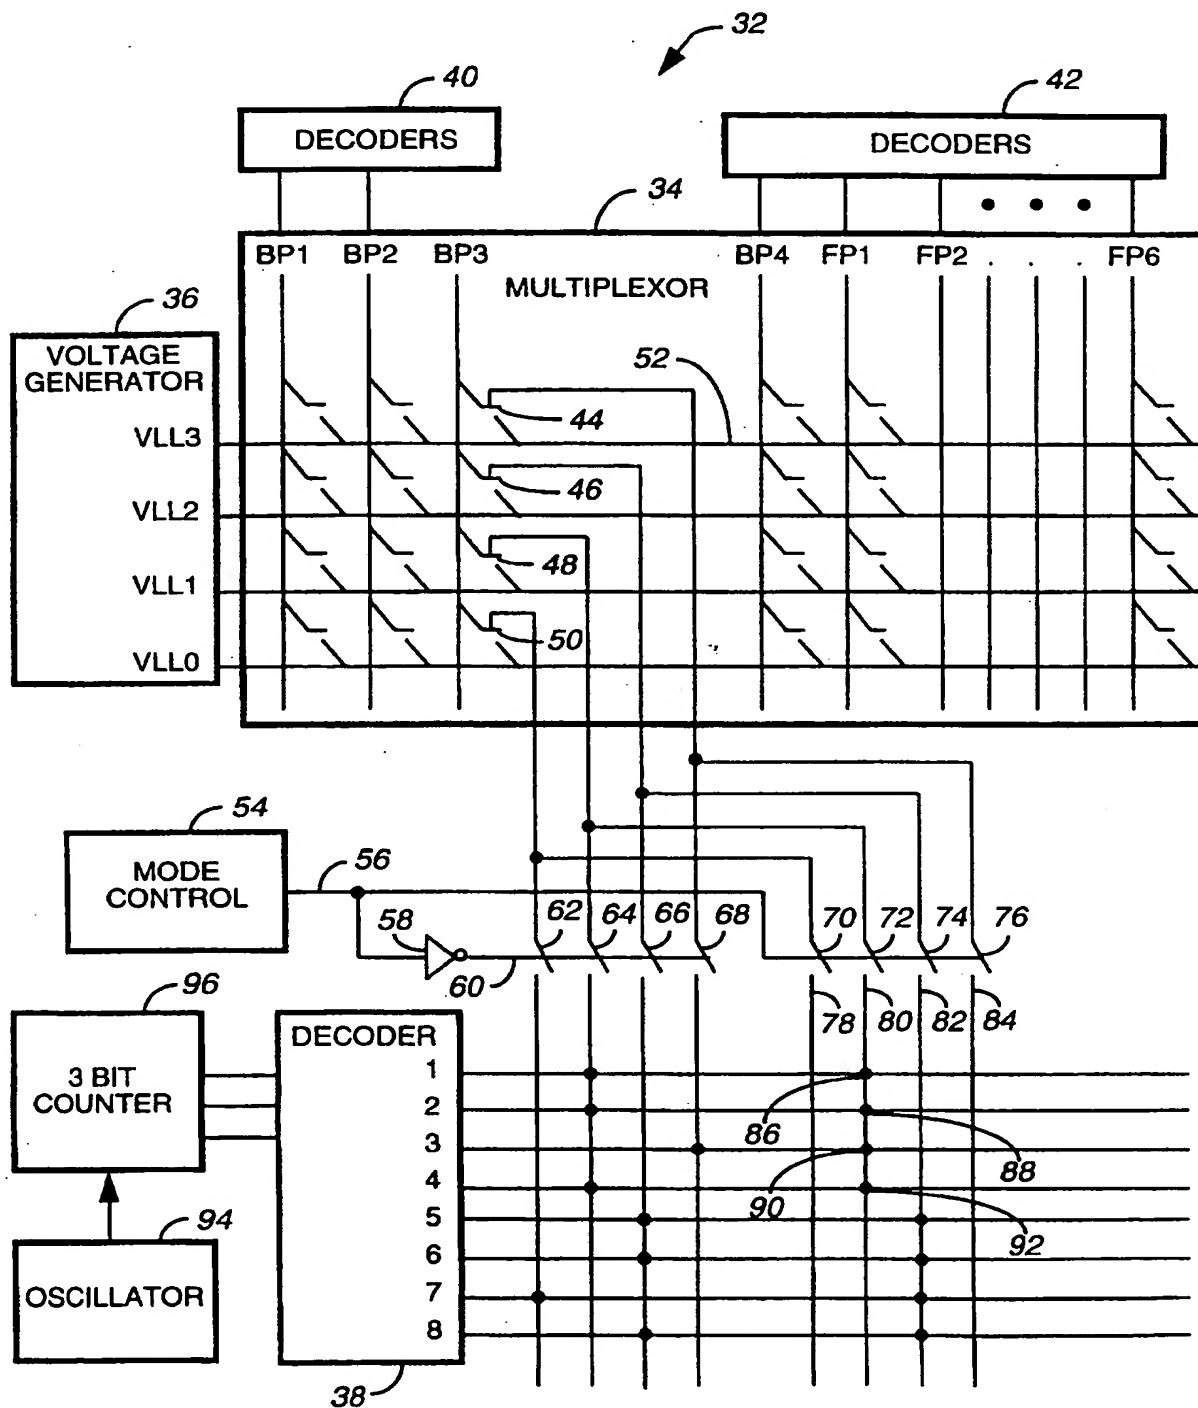 32
40
42
DECODERS
DECODERS
34
BP1 BP2 BP3 BP4 FP1 FP2 . . . FP6
MULTIPLEXOR
36
VOLTAGE
GENERATOR
52
44
VLL3
46
VLL2
48
VLL1
50
VLL0
54
MODE
CONTROL
56
58
62 64 66 68 70 72 74 76
60
78 80 82 84
96
3 BIT
COUNTER
DECODER
1
2
3
4
5
6
7
8
86
88
90
92
94
OSCILLATOR
38